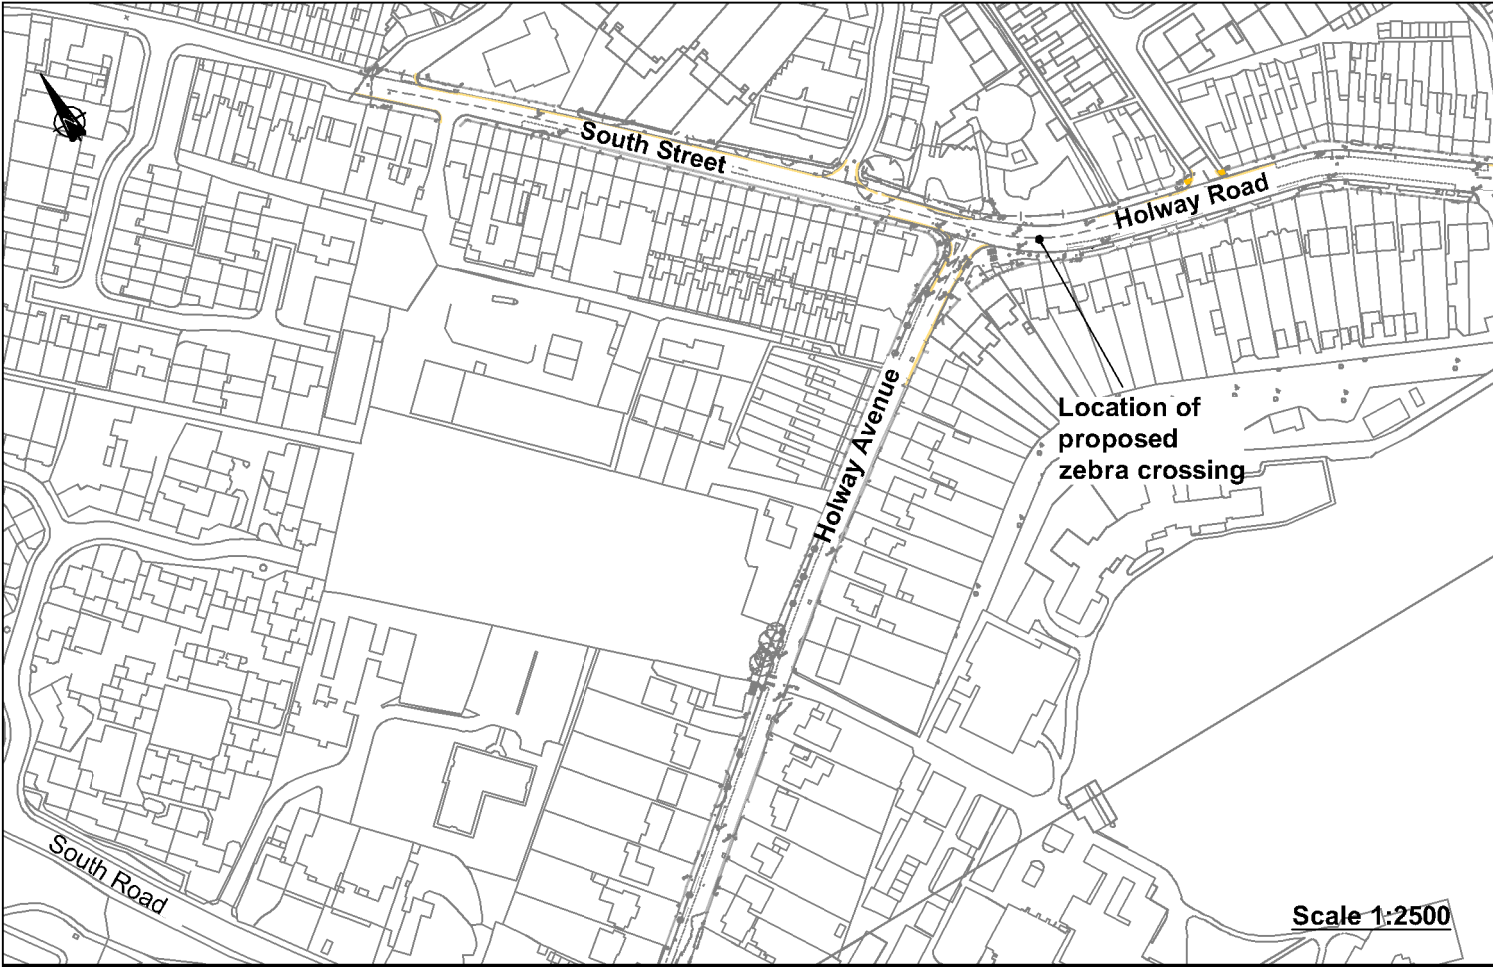 South Street
Holway Road
Holway Avenue
Location of
proposed
zebra crossing
South Road
Scale 1:2500